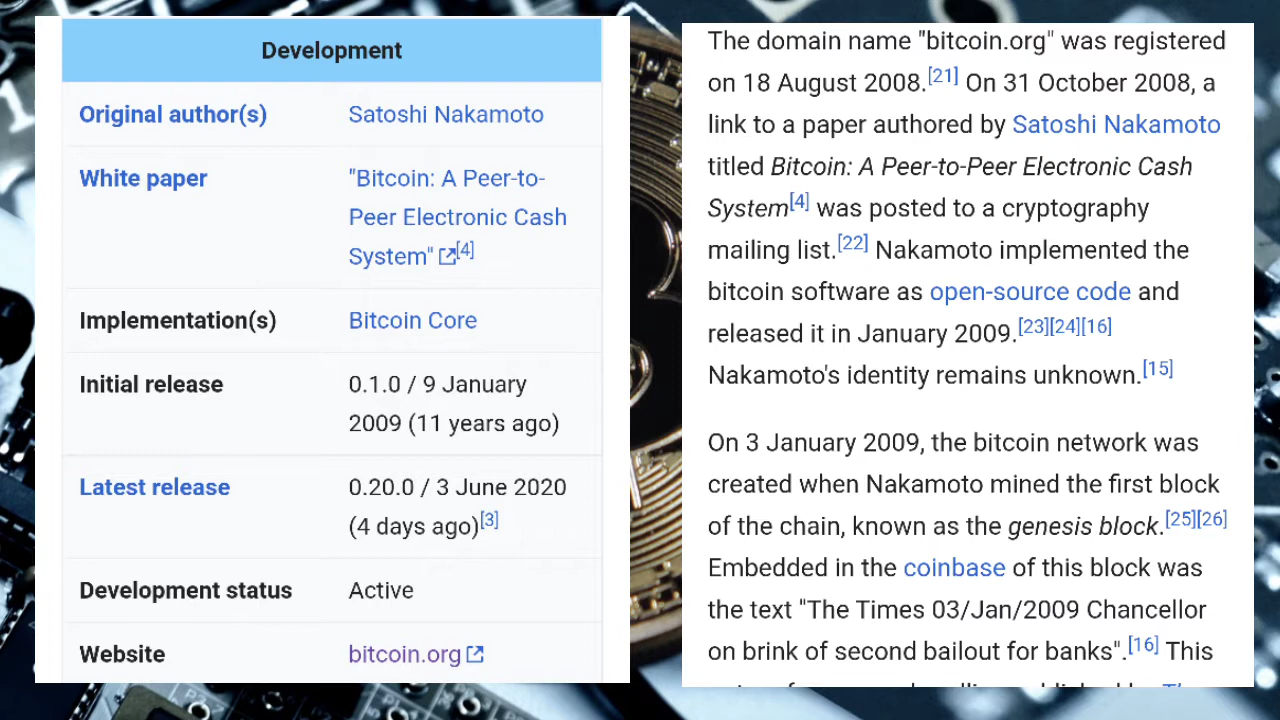 Development
Original author(s) Satoshi Nakamoto
White paper "Bitcoin: A Peer-to-
Peer Electronic Cash
System" [4]
Implementation(s) Bitcoin Core
Initial release 0.1.0 / 9 January
2009 (11 years ago)
Latest release 0.20.0 / 3 June 2020
(4 days ago)[3]
Development status Active
Website bitcoin.org
The domain name "bitcoin.org" was registered
on 18 August 2008.[21] On 31 October 2008, a
link to a paper authored by Satoshi Nakamoto
titled Bitcoin: A Peer-to-Peer Electronic Cash
System[4] was posted to a cryptography
mailing list.[22] Nakamoto implemented the
bitcoin software as open-source code and
released it in January 2009.[23][24][16]
Nakamoto's identity remains unknown.[15]
On 3 January 2009, the bitcoin network was
created when Nakamoto mined the first block
of the chain, known as the genesis block.[25][26]
Embedded in the coinbase of this block was
the text "The Times 03/Jan/2009 Chancellor
on brink of second bailout for banks".[16] This